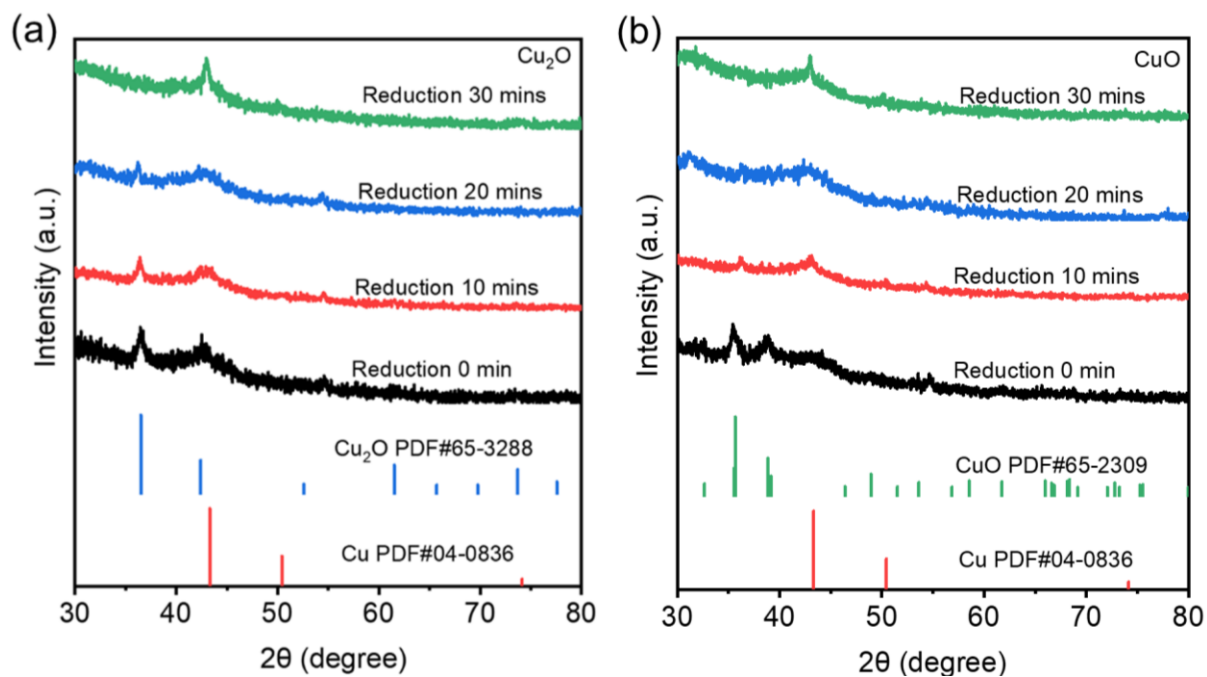 (a)
Cu₂O
Reduction 30 mins
Reduction 20 mins
Reduction 10 mins
Reduction 0 min
Cu₂O PDF#65-3288
Cu PDF#04-0836
Intensity (a.u.)
30 40 50 60 70 80
2θ (degree)
(b)
CuO
Reduction 30 mins
Reduction 20 mins
Reduction 10 mins
Reduction 0 min
CuO PDF#65-2309
Cu PDF#04-0836
Intensity (a.u.)
30 40 50 60 70 80
2θ (degree)